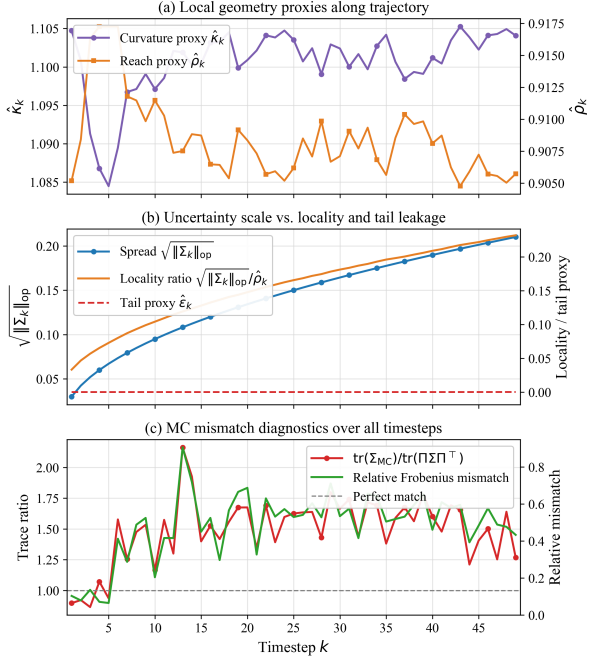 (a) Local geometry proxies along trajectory
1.105
1.100
1.095
1.090
1.085
κ̂ₖ
Curvature proxy κ̂ₖ
Reach proxy ρ̂ₖ
0.9175
0.9150
0.9125
0.9100
0.9075
0.9050
ρ̂ₖ
(b) Uncertainty scale vs. locality and tail leakage
0.20
0.15
0.10
0.05
√‖Σₖ‖op
Spread √‖Σₖ‖op
Locality ratio √‖Σₖ‖op/ρ̂ₖ
Tail proxy ε̂ₖ
0.20
0.15
0.10
0.05
0.00
Locality / tail proxy
(c) MC mismatch diagnostics over all timesteps
2.00
1.75
1.50
1.25
1.00
Trace ratio
tr(Σ_MC)/tr(ΠΣΠ⊤)
Relative Frobenius mismatch
Perfect match
0.8
0.6
0.4
0.2
0.0
Relative mismatch
5 10 15 20 25 30 35 40 45
Timestep k